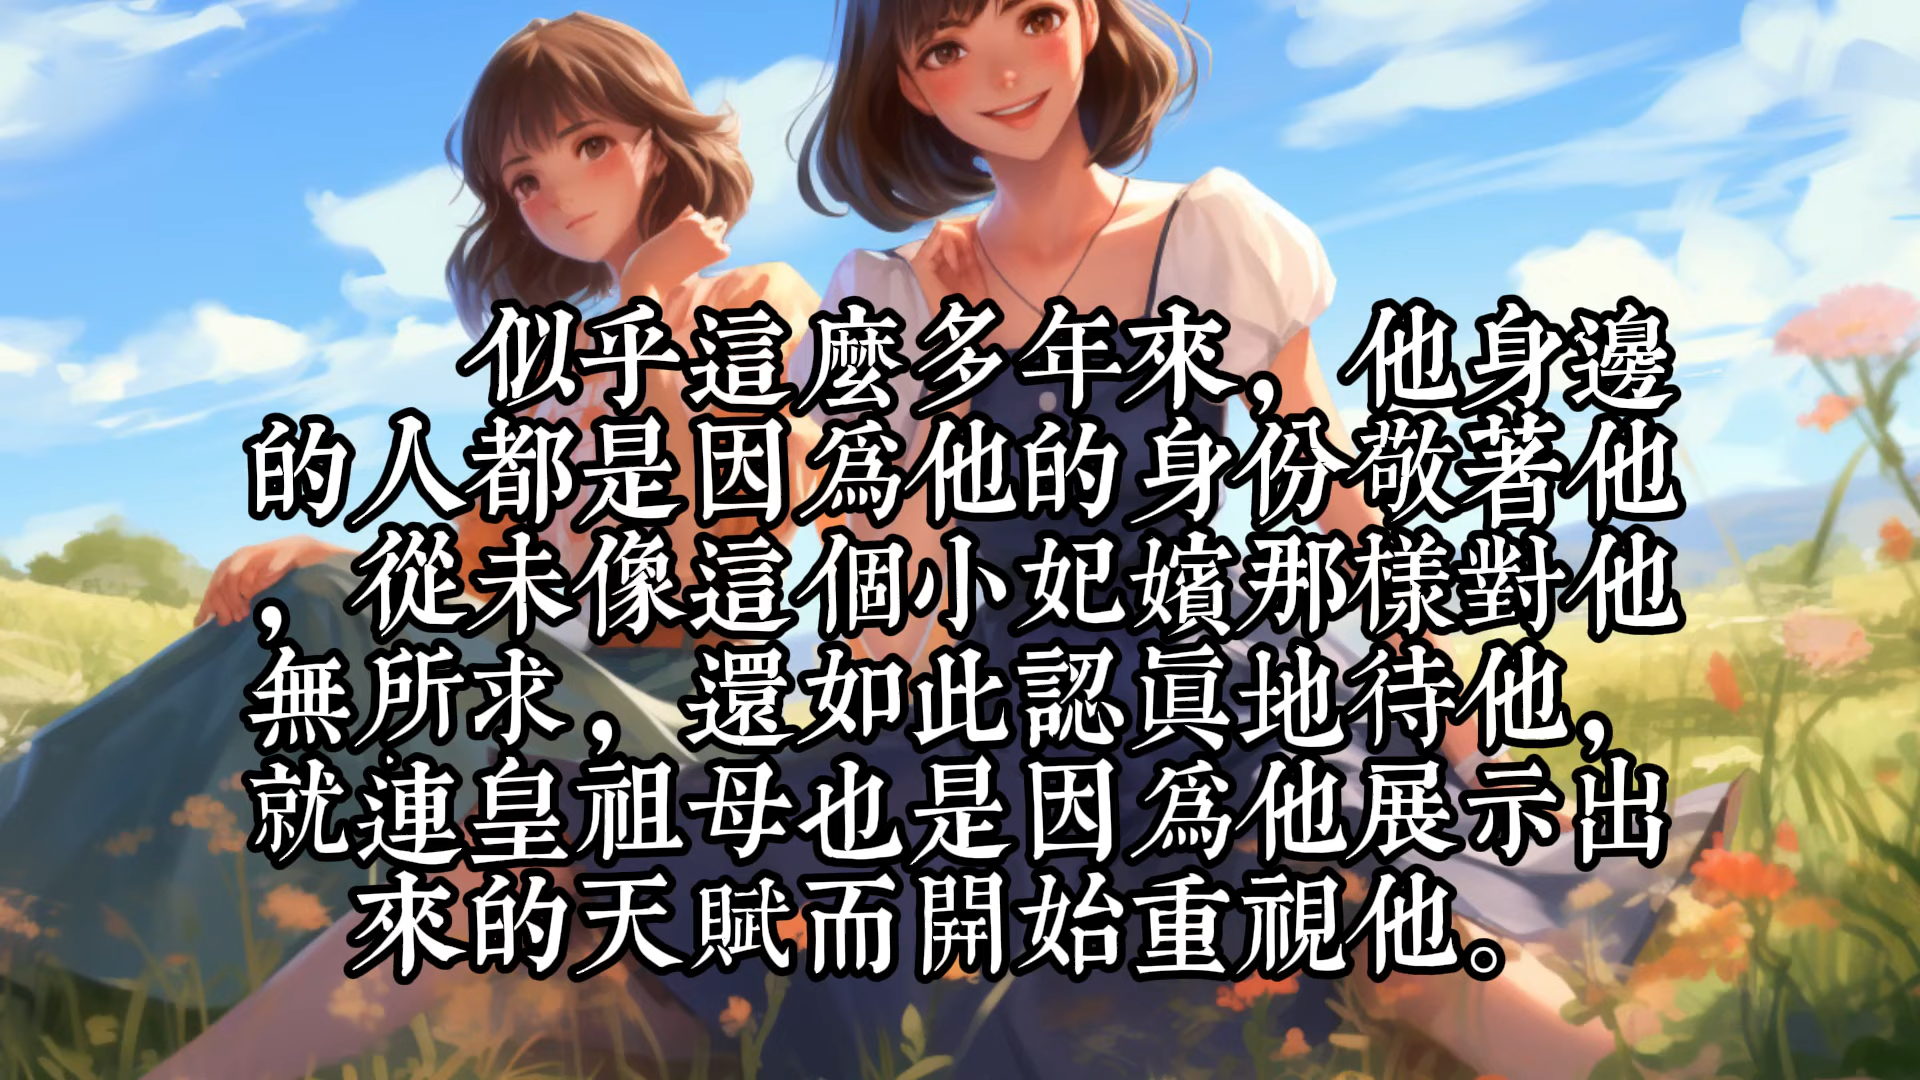 似乎這麼多年來，他身邊
的人都是因爲他的身份敬著他
，從未像這個小妃嬪那樣對他
無所求，還如此認眞地待他，
就連皇祖母也是因爲他展示出
來的天賦而開始重視他。